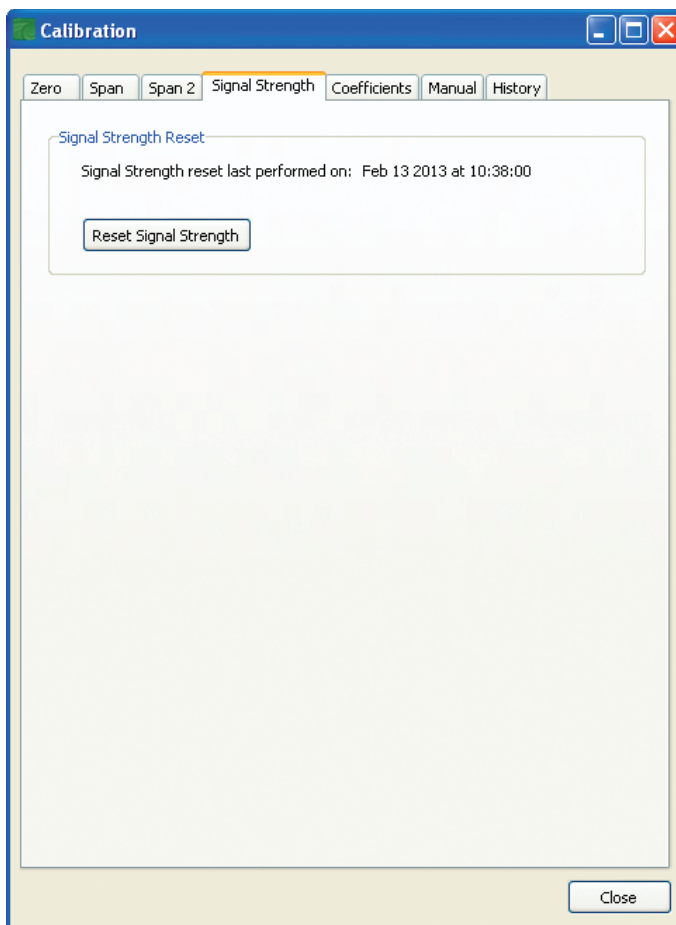 Calibration
Zero Span Span 2 Signal Strength Coefficients Manual History
Signal Strength Reset
Signal Strength reset last performed on: Feb 13 2013 at 10:38:00
Reset Signal Strength
Close